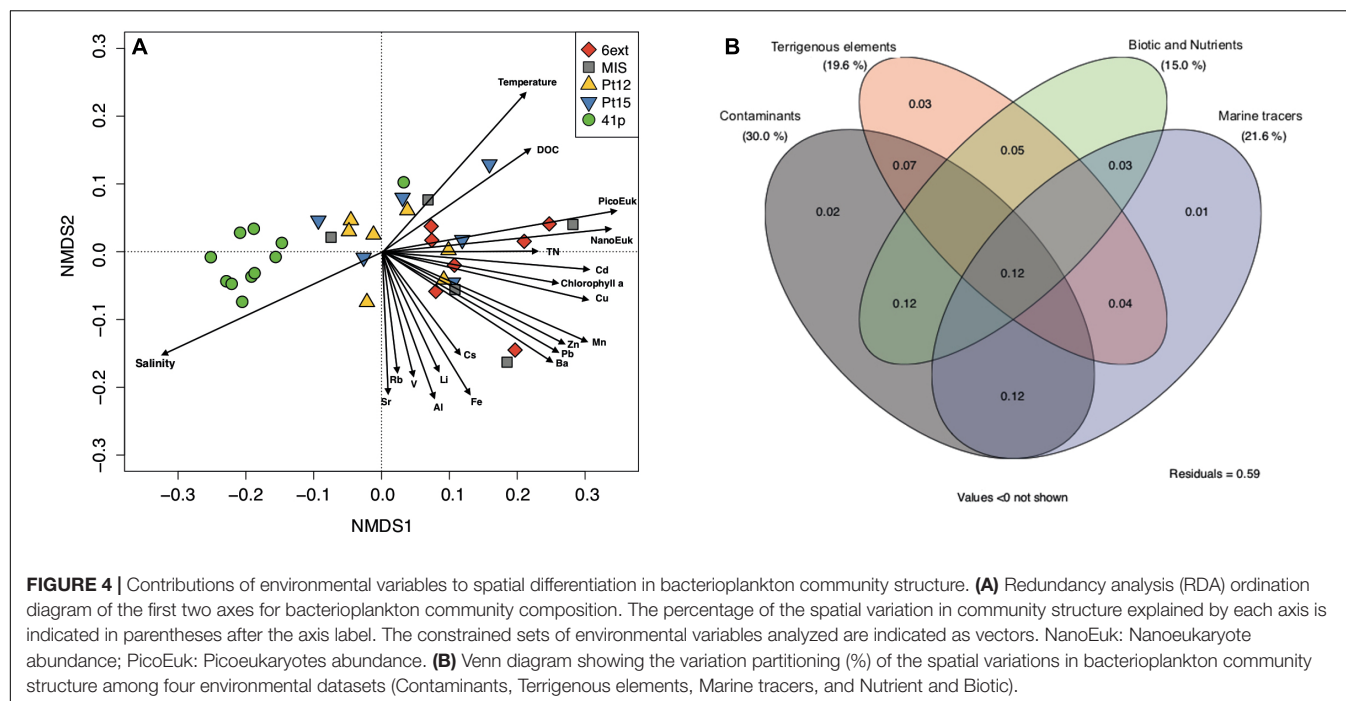 A
6ext
MIS
Pt12
Pt15
41p
Temperature
DOC
PicoEuk
NanoEuk
TN
Cd
Chlorophyll a
Cu
Mn
Zn
Pb
Ba
Cs
Rb
V
Li
Sr
Al
Fe
Salinity
0.3
0.2
0.1
0.0
−0.1
−0.2
−0.3
NMDS2
−0.3 −0.2 −0.1 0.0 0.1 0.2 0.3
NMDS1
B
Terrigenous elements
(19.6 %)
Biotic and Nutrients
(15.0 %)
Contaminants
(30.0 %)
Marine tracers
(21.6 %)
0.03
0.05
0.07
0.03
0.02
0.01
0.12
0.12
0.04
0.12
Residuals = 0.59
Values <0 not shown
FIGURE 4 | Contributions of environmental variables to spatial differentiation in bacterioplankton community structure. (A) Redundancy analysis (RDA) ordination
diagram of the first two axes for bacterioplankton community composition. The percentage of the spatial variation in community structure explained by each axis is
indicated in parentheses after the axis label. The constrained sets of environmental variables analyzed are indicated as vectors. NanoEuk: Nanoeukaryote
abundance; PicoEuk: Picoeukaryotes abundance. (B) Venn diagram showing the variation partitioning (%) of the spatial variations in bacterioplankton community
structure among four environmental datasets (Contaminants, Terrigenous elements, Marine tracers, and Nutrient and Biotic).